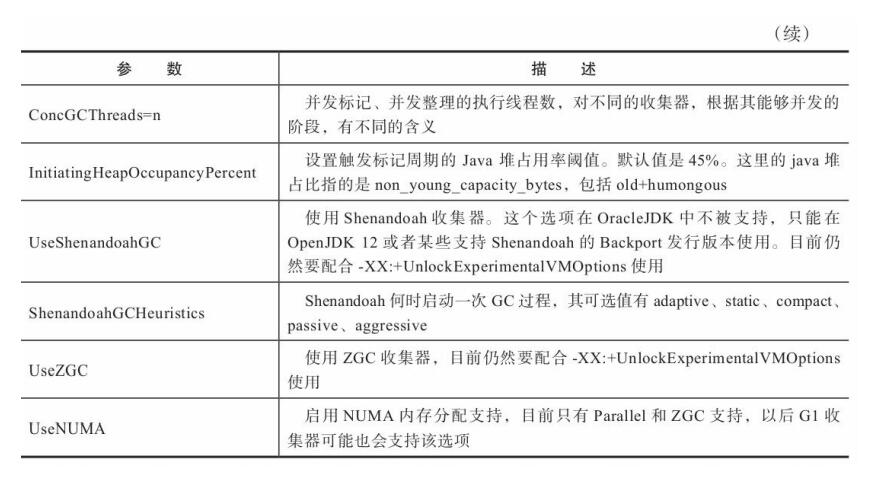 （续）
参 数 描 述
ConcGCThreads=n
并发标记、并发整理的执行线程数，对不同的收集器，根据其能够并发的
阶段，有不同的含义
InitiatingHeapOccupancyPercent
设置触发标记周期的 Java 堆占用率阈值。默认值是 45%。这里的 java 堆
占比指的是 non_young_capacity_bytes，包括 old+humongous
UseShenandoahGC
使用 Shenandoah 收集器。这个选项在 OracleJDK 中不被支持，只能在
OpenJDK 12 或者某些支持 Shenandoah 的 Backport 发行版本使用。目前仍
然要配合 -XX:+UnlockExperimentalVMOptions 使用
ShenandoahGCHeuristics
Shenandoah 何时启动一次 GC 过程，其可选值有 adaptive、static、compact、
passive、aggressive
UseZGC
使用 ZGC 收集器，目前仍然要配合 -XX:+UnlockExperimentalVMOptions
使用
UseNUMA
启用 NUMA 内存分配支持，目前只有 Parallel 和 ZGC 支持，以后 G1 收
集器可能也会支持该选项